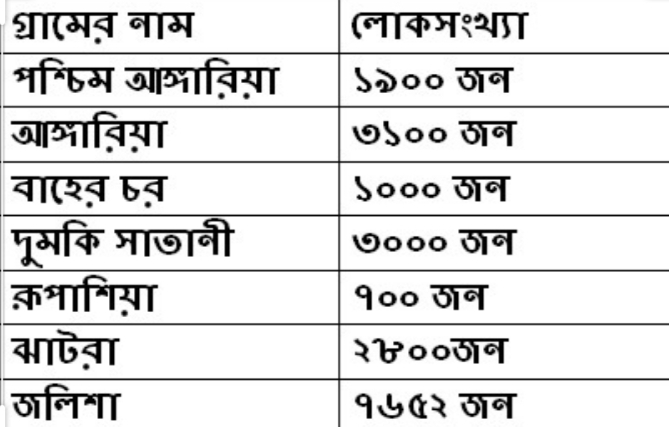 গ্রামের নাম লোকসংখ্যা
পশ্চিম আঙ্গারিয়া ১৯০০ জন
আঙ্গারিয়া ৩১০০ জন
বাহের চর ১০০০ জন
দুমকি সাতানী ৩০০০ জন
রূপাশিয়া ৭০০ জন
ঝাটরা ২৮০০জন
জলিশা ৭৬৫২ জন